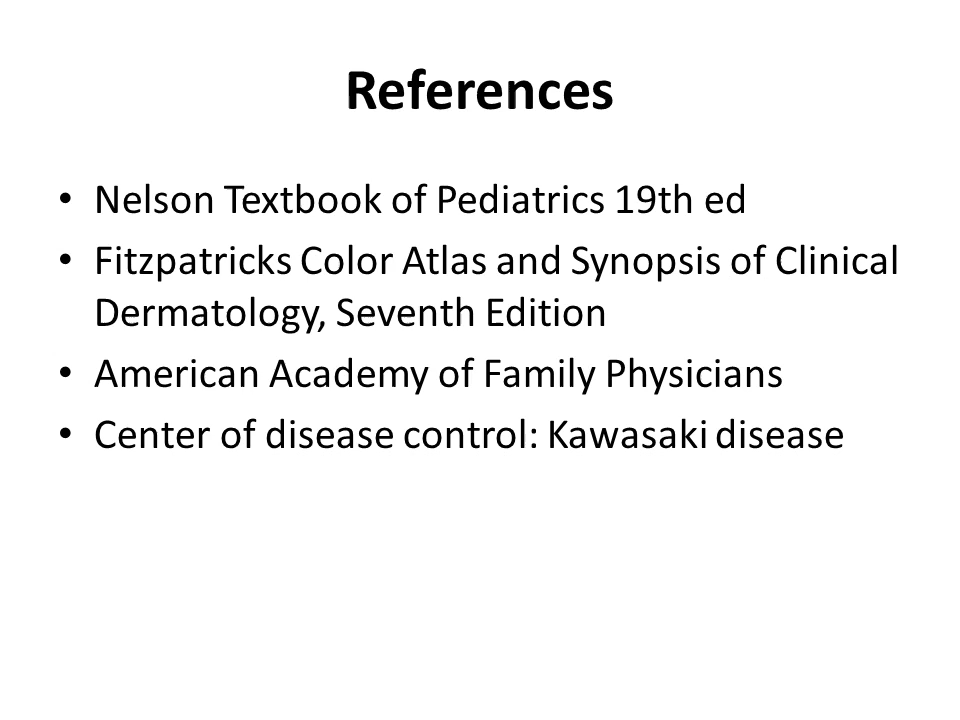 References
• Nelson Textbook of Pediatrics 19th ed
• Fitzpatricks Color Atlas and Synopsis of Clinical
Dermatology, Seventh Edition
• American Academy of Family Physicians
• Center of disease control: Kawasaki disease